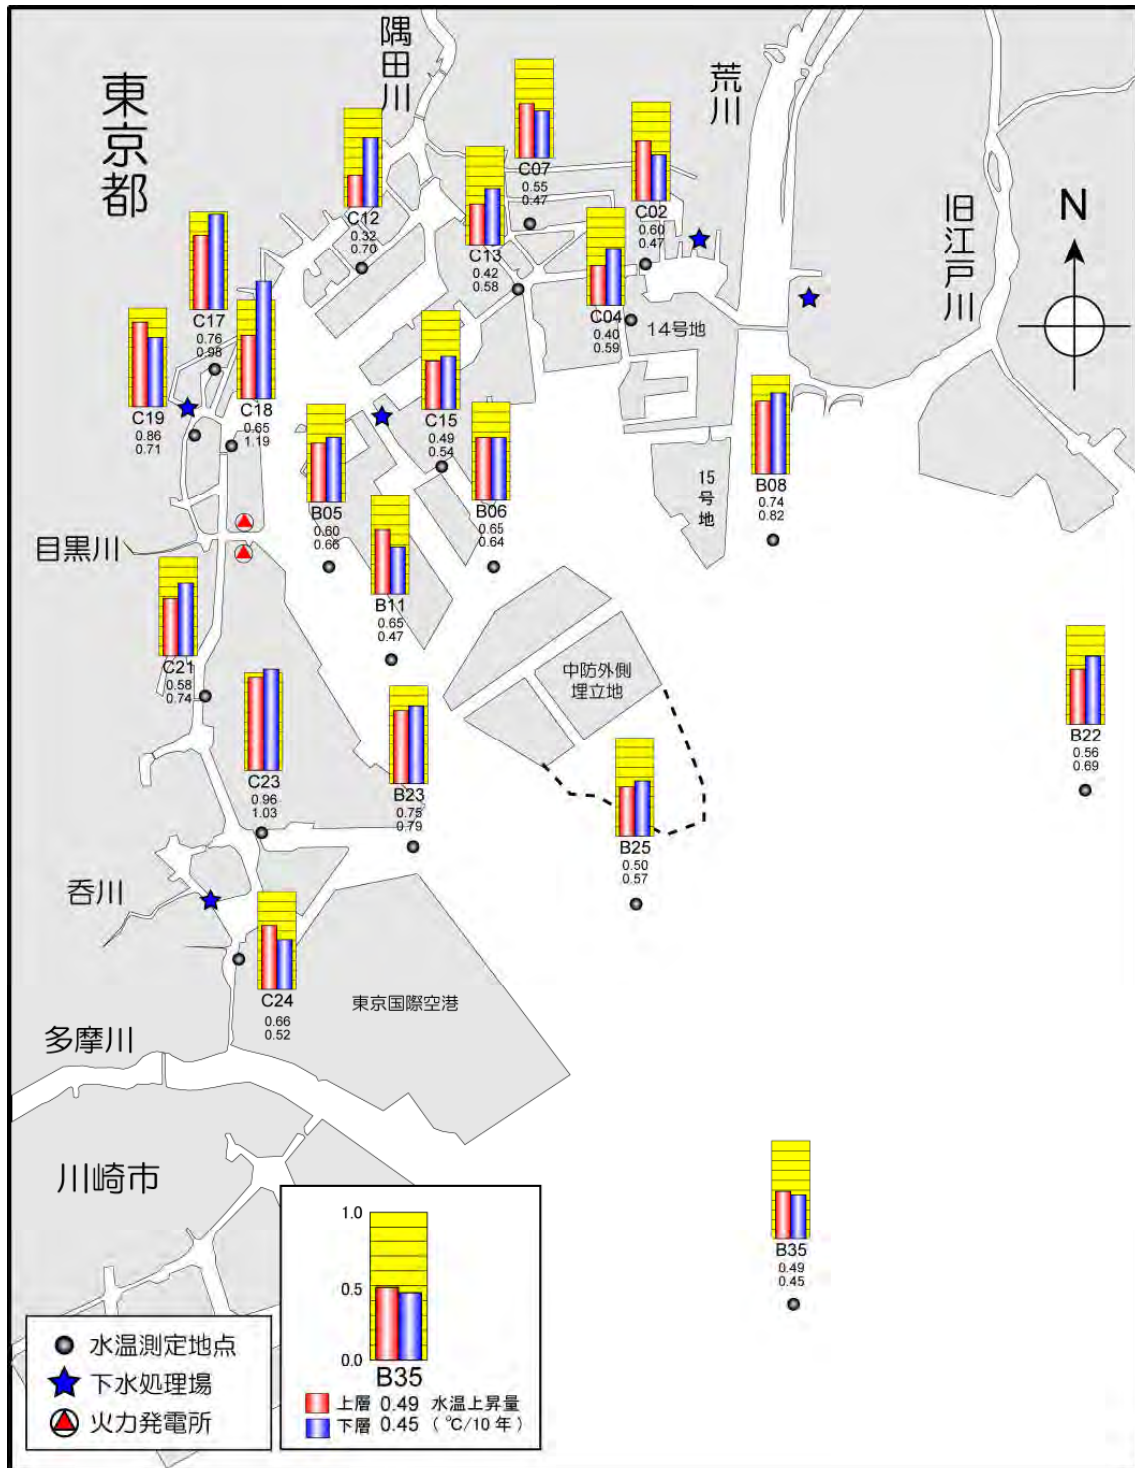 東京都
隅田川
荒川
旧江戸川
N
C07
0.55
0.47
C02
0.60
0.47
C12
0.32
0.70
C13
0.42
0.58
C04
0.40
0.59
14号地
C17
0.76
0.98
C18
0.65
1.19
C19
0.86
0.71
C15
0.49
0.54
B05
0.60
0.66
B06
0.65
0.64
B08
0.74
0.82
15号地
目黒川
B11
0.65
0.47
C21
0.58
0.74
中防外側
埋立地
B22
0.56
0.69
C23
0.96
1.03
B23
0.75
0.79
B25
0.50
0.57
呑川
C24
0.66
0.52
東京国際空港
多摩川
川崎市
B35
0.49
0.45
1.0
0.5
0.0
B35
上層 0.49 水温上昇量
下層 0.45 (℃/10年)
水温測定地点
下水処理場
火力発電所